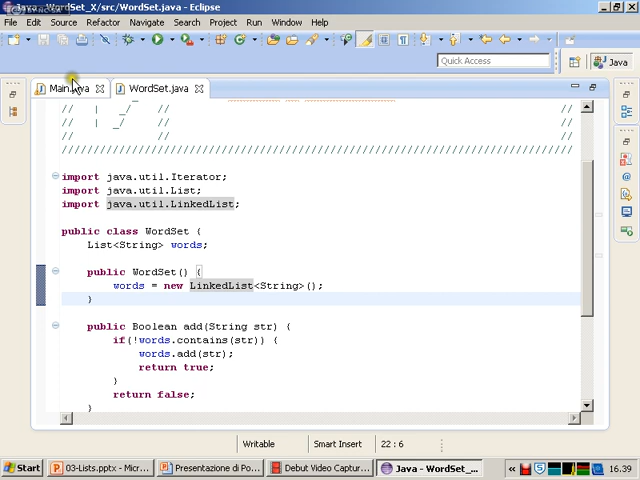 Java - WordSet_X/src/WordSet.java - Eclipse
File Edit Source Refactor Navigate Search Project Run Window Help
Quick Access
Java
Main.java WordSet.java
// | _/ // //
// | _/ // //
// // //
///////////////////////////////////////////////////////////////////////////////
import java.util.Iterator;
import java.util.List;
import java.util.LinkedList;
public class WordSet {
List<String> words;
public WordSet() {
words = new LinkedList<String>();
}
public Boolean add(String str) {
if(!words.contains(str)) {
words.add(str);
return true;
}
return false;
}
Writable Smart Insert 22 : 6
Start 03-Lists.pptx - Micr... Presentazione di Po... Debut Video Captur... Java - WordSet_... 16.39